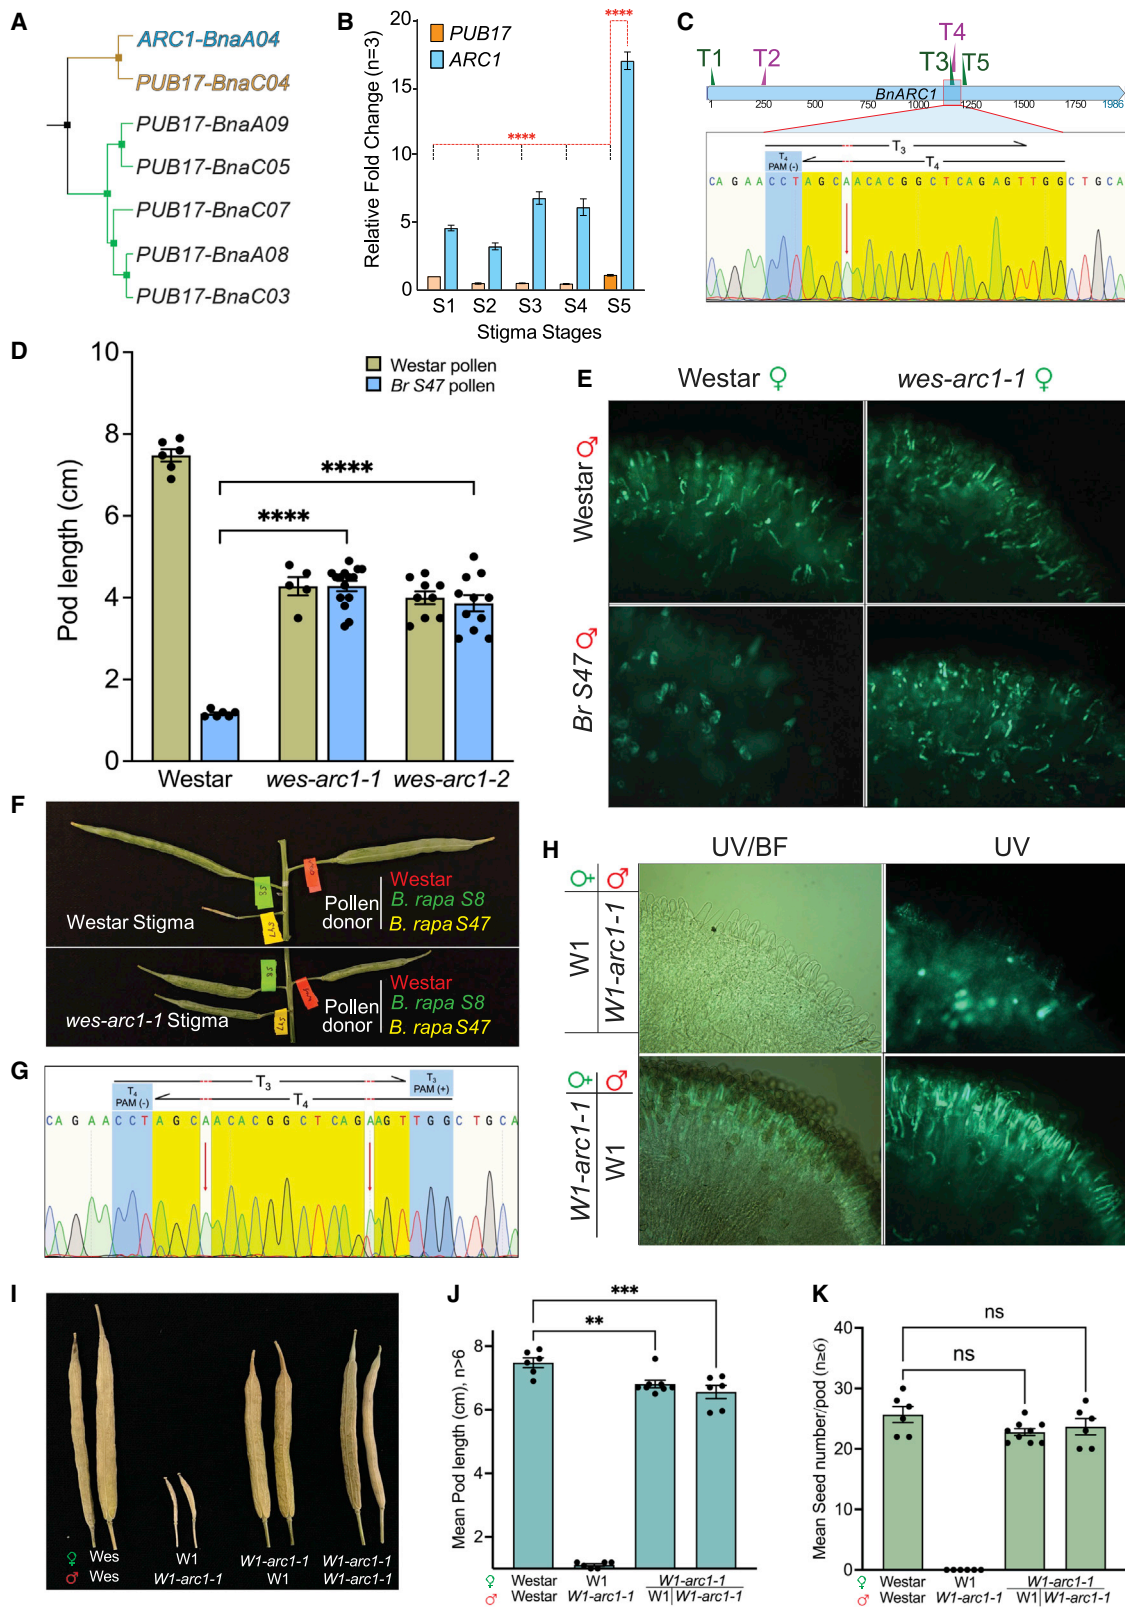 A
ARC1-BnaA04
PUB17-BnaC04
PUB17-BnaA09
PUB17-BnaC05
PUB17-BnaC07
PUB17-BnaA08
PUB17-BnaC03
B
Relative Fold Change (n=3)
20
15
10
5
0
PUB17
ARC1
****
****
S1 S2 S3 S4 S5
Stigma Stages
C
T1 T2 T3 T4 T5
BnARC1
1 250 500 750 1000 1250 1500 1750 1986
T3
T4
PAM (-)
T4
CAGAACCTAGCAACACGGCTCAGAGTTGGCTGCA
D
Pod length (cm)
10
8
6
4
2
0
Westar pollen
Br S47 pollen
****
****
Westar wes-arc1-1 wes-arc1-2
E
Westar ♀ wes-arc1-1 ♀
Westar ♂
Br S47 ♂
F
Westar Stigma
Pollen donor
Westar
B. rapa S8
B. rapa S47
wes-arc1-1 Stigma
Pollen donor
Westar
B. rapa S8
B. rapa S47
G
T3
T4
PAM (-)
T4
T3
PAM (+)
CAGAACCTAGCAACACGGCTCAGAAGTTGGCTGCA
H
UV/BF UV
♀ ♂
W1 W1-arc1-1
♀ ♂
W1-arc1-1 W1
I
♀ Wes W1 W1-arc1-1 W1-arc1-1
♂ Wes W1-arc1-1 W1 W1-arc1-1
J
Mean Pod length (cm), n>6
8
6
4
2
***
**
♀ Westar W1 W1-arc1-1
♂ Westar W1-arc1-1 W1 W1-arc1-1
K
Mean Seed number/pod (n≥6)
40
30
20
10
0
ns
ns
♀ Westar W1 W1-arc1-1
♂ Westar W1-arc1-1 W1 W1-arc1-1